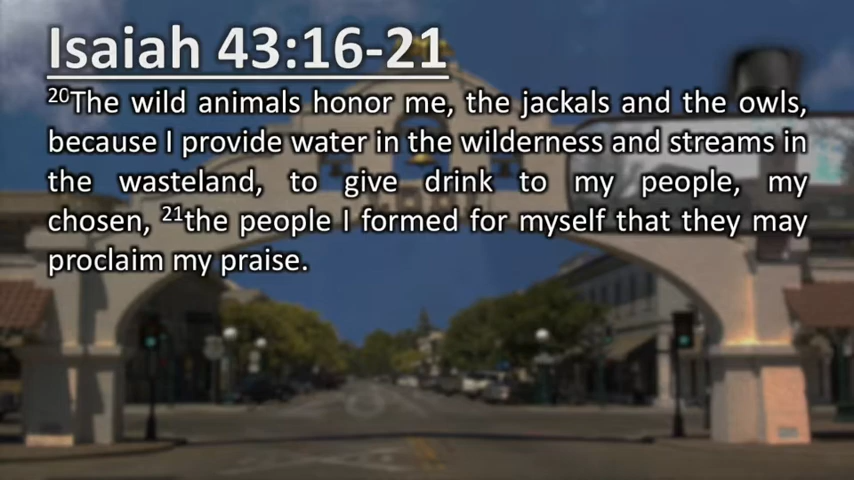 Isaiah 43:16-21
20The wild animals honor me, the jackals and the owls,
because I provide water in the wilderness and streams in
the wasteland, to give drink to my people, my
chosen, 21the people I formed for myself that they may
proclaim my praise.